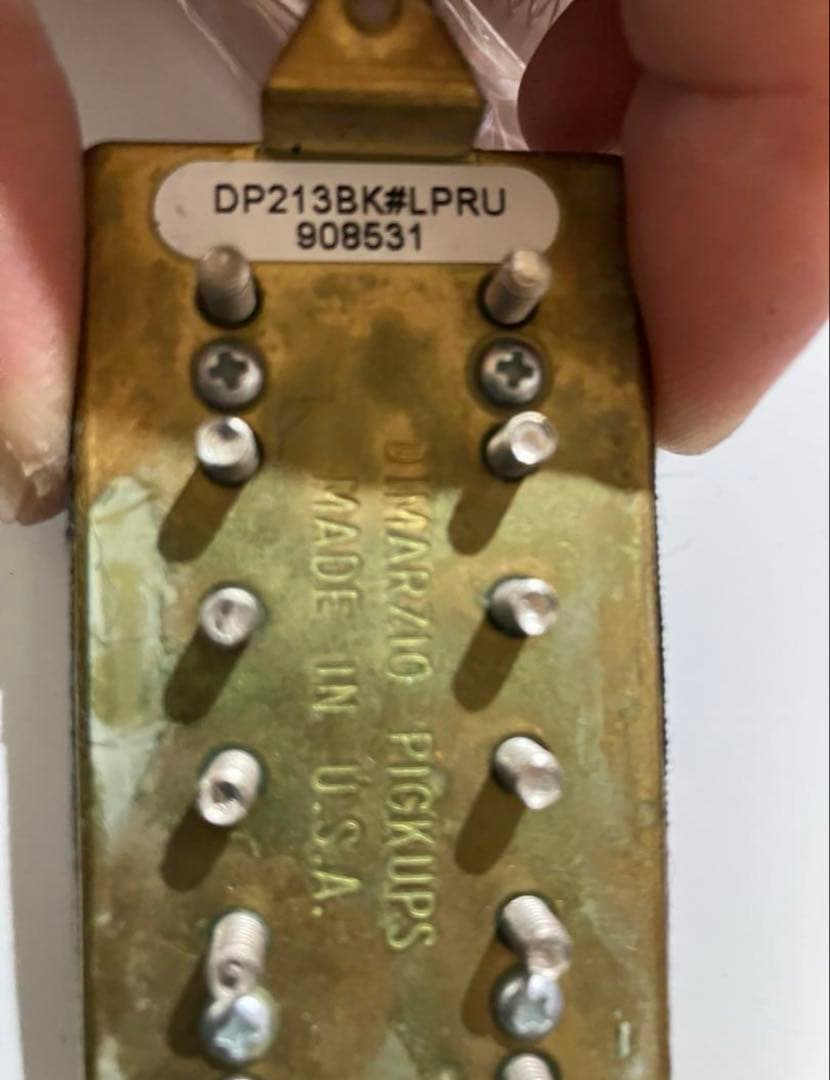 DP213BK#LPRU
908531
DIMARZIO PICKUPS
MADE IN U.S.A.